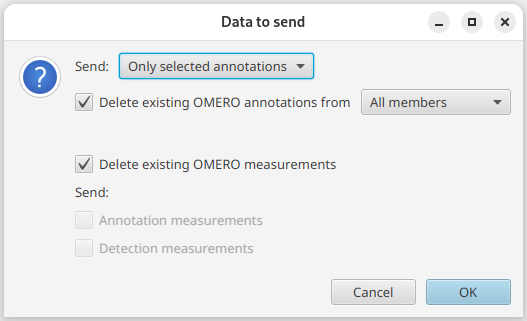 Data to send
Send: Only selected annotations
Delete existing OMERO annotations from All members
Delete existing OMERO measurements
Send:
Annotation measurements
Detection measurements
Cancel OK